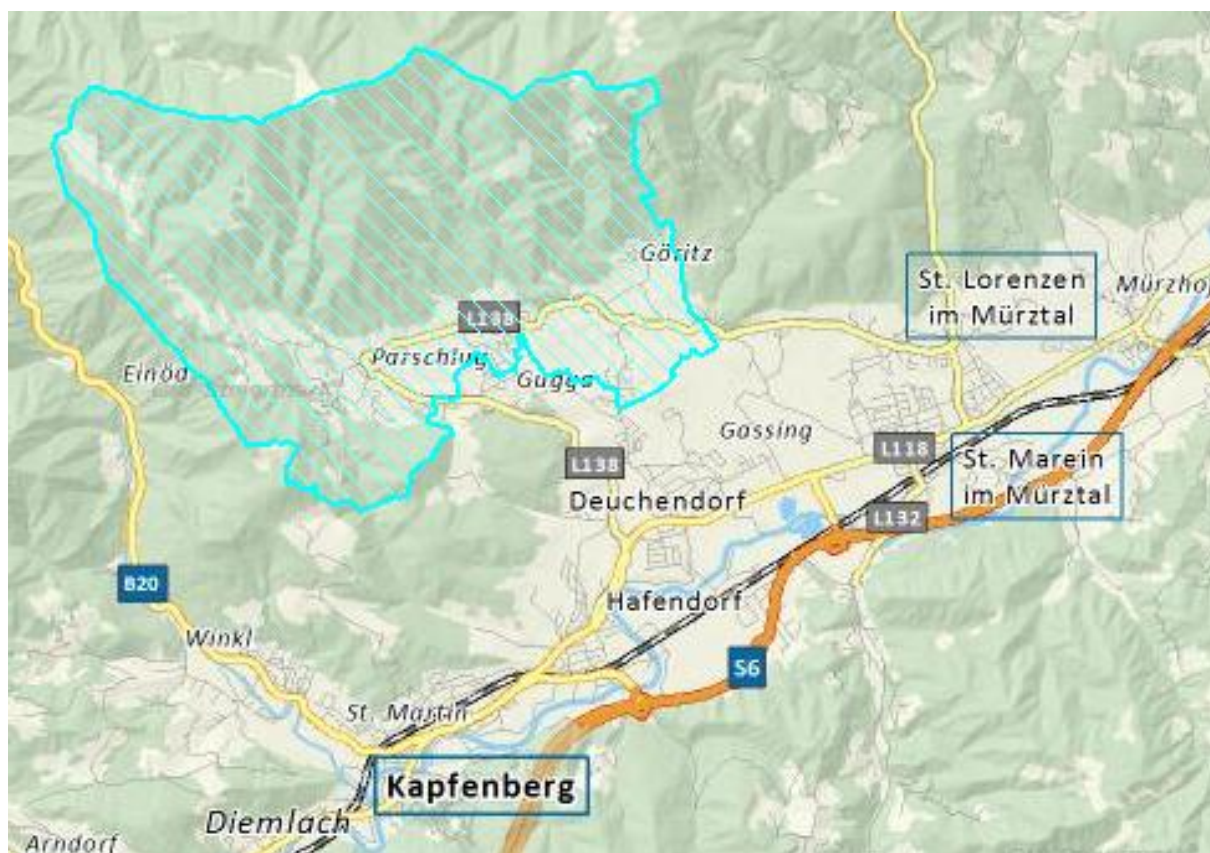 Göritz
St. Lorenzen
im Mürztal
L138
Parschlug
Einöd
Gugga
Gassing
L118
L138
St. Marein
im Mürztal
Deuchendorf
L132
B20
Hafendorf
Winkl
S6
St. Martin
Kapfenberg
Diemlach
Arndorf